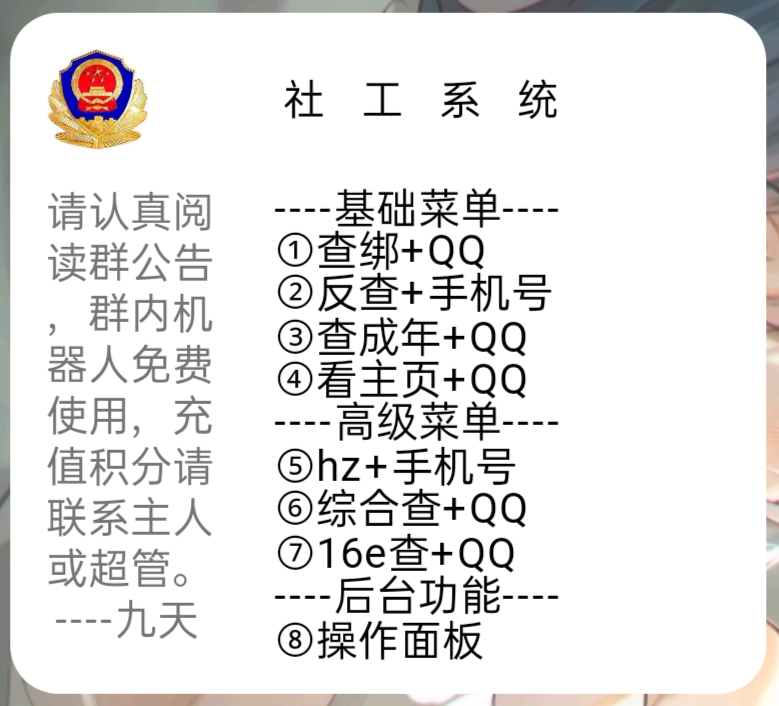 社 工 系 统
请认真阅
读群公告
，群内机
器人免费
使用，充
值积分请
联系主人
或超管。
----九天
----基础菜单----
①查绑+QQ
②反查+手机号
③查成年+QQ
④看主页+QQ
----高级菜单----
⑤hz+手机号
⑥综合查+QQ
⑦16e查+QQ
----后台功能----
⑧操作面板